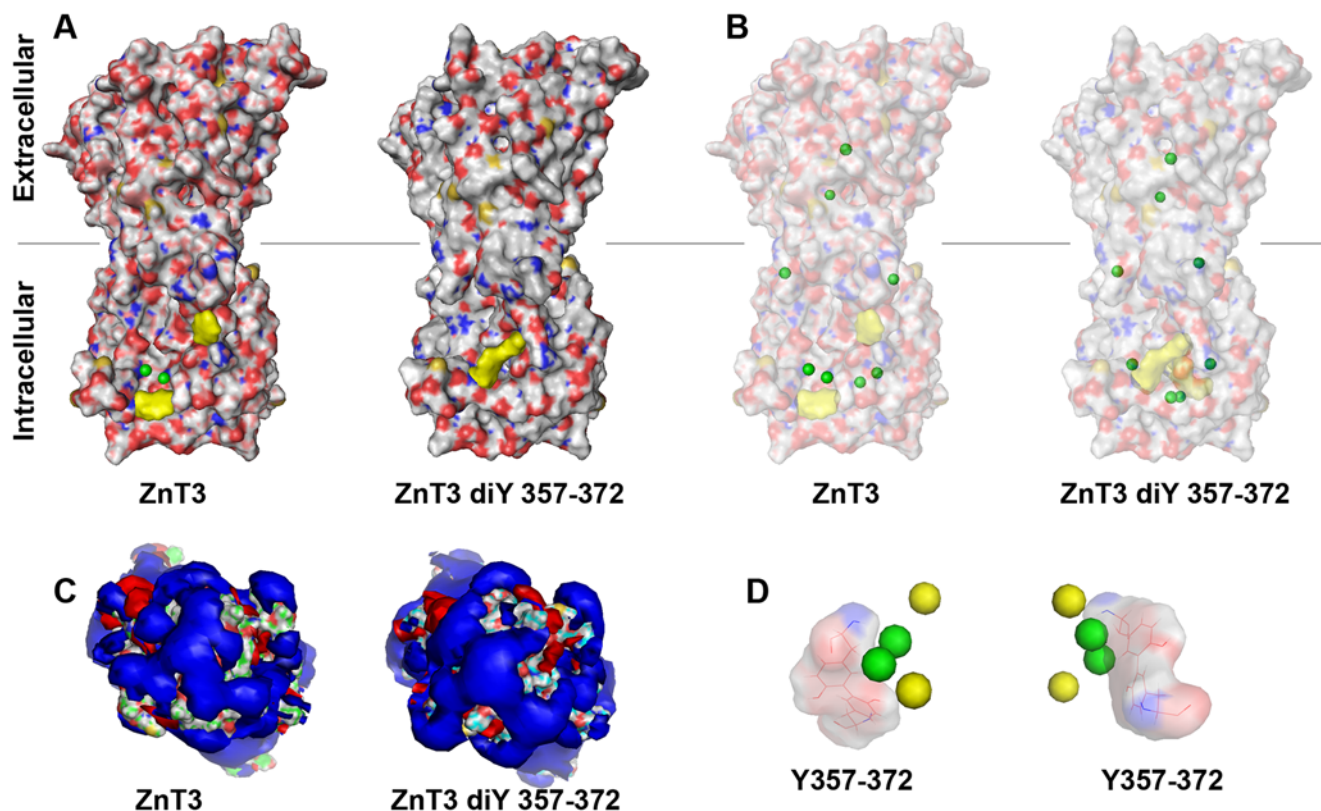 A
B
Extracellular
Intracellular
ZnT3
ZnT3 diY 357-372
ZnT3
ZnT3 diY 357-372
C
D
ZnT3
ZnT3 diY 357-372
Y357-372
Y357-372